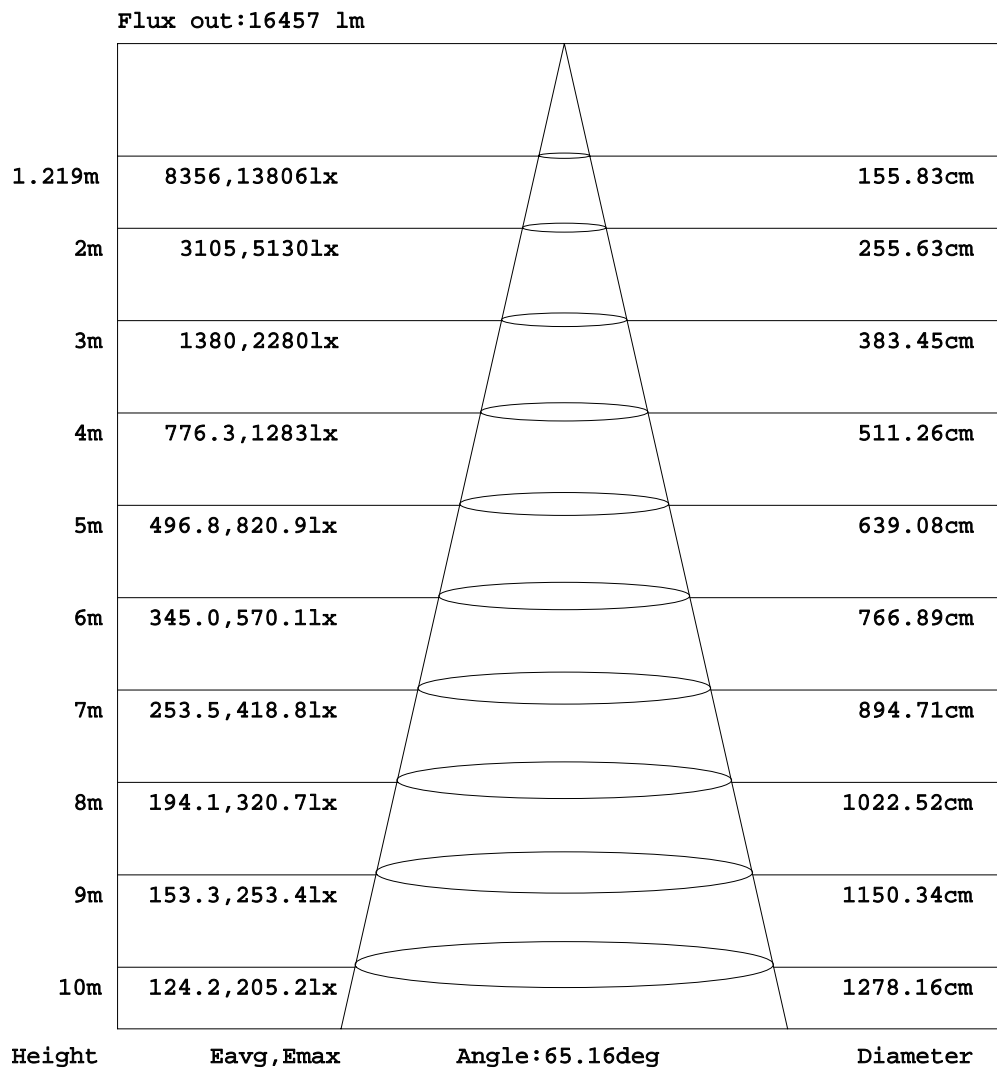 Flux out:16457 lm
1.219m 8356,13806lx 155.83cm
2m 3105,5130lx 255.63cm
3m 1380,2280lx 383.45cm
4m 776.3,1283lx 511.26cm
5m 496.8,820.9lx 639.08cm
6m 345.0,570.1lx 766.89cm
7m 253.5,418.8lx 894.71cm
8m 194.1,320.7lx 1022.52cm
9m 153.3,253.4lx 1150.34cm
10m 124.2,205.2lx 1278.16cm
Height Eavg,Emax Angle:65.16deg Diameter